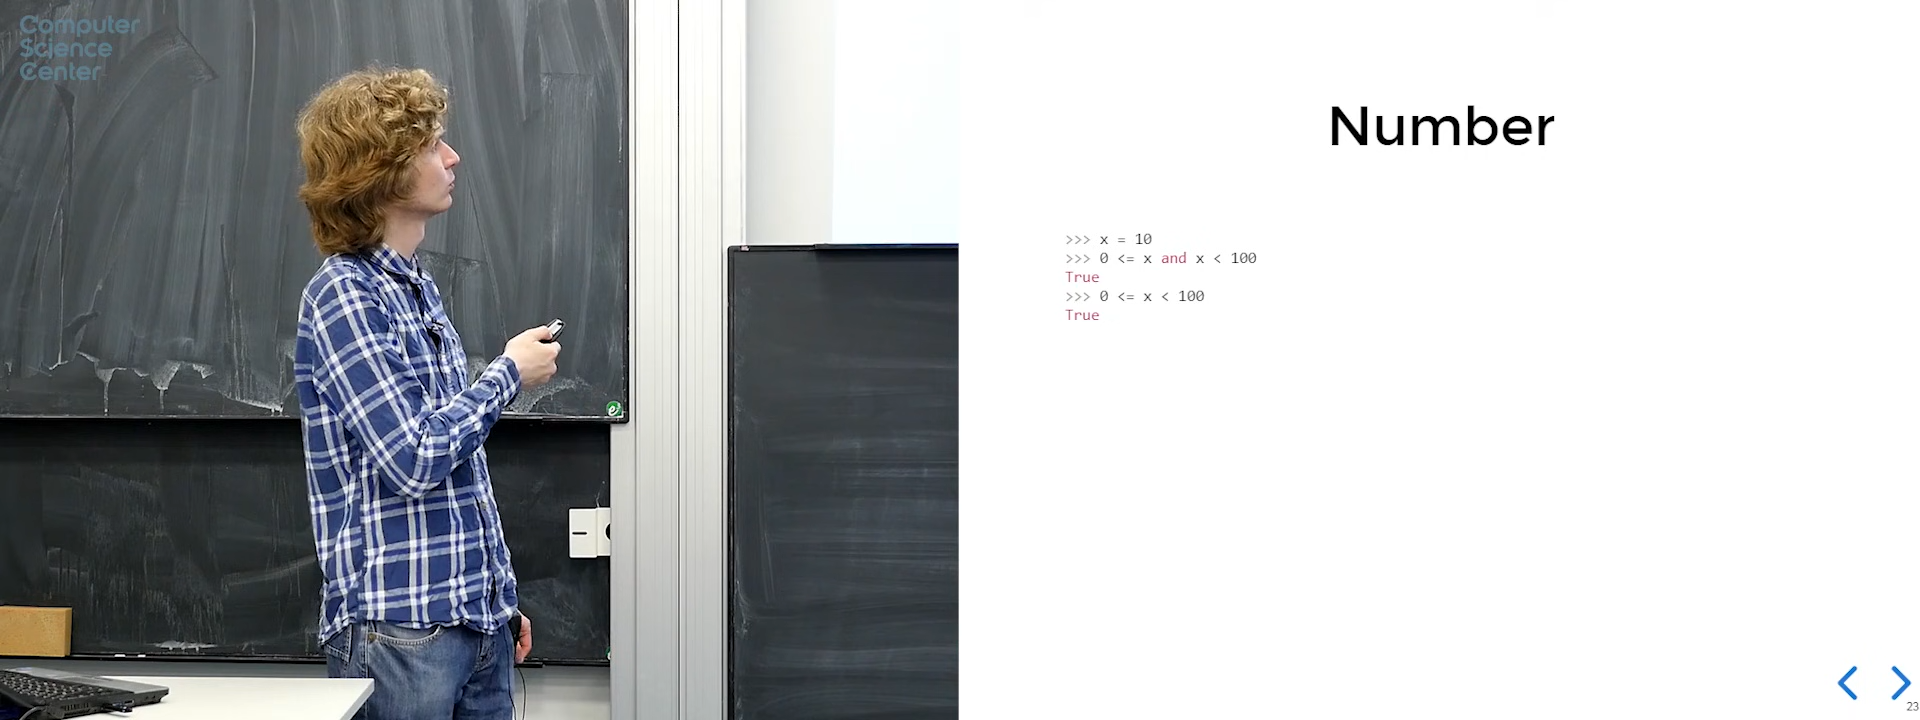 Computer
Science
Center
Number
>>> x = 10
>>> 0 <= x and x < 100
True
>>> 0 <= x < 100
True
23